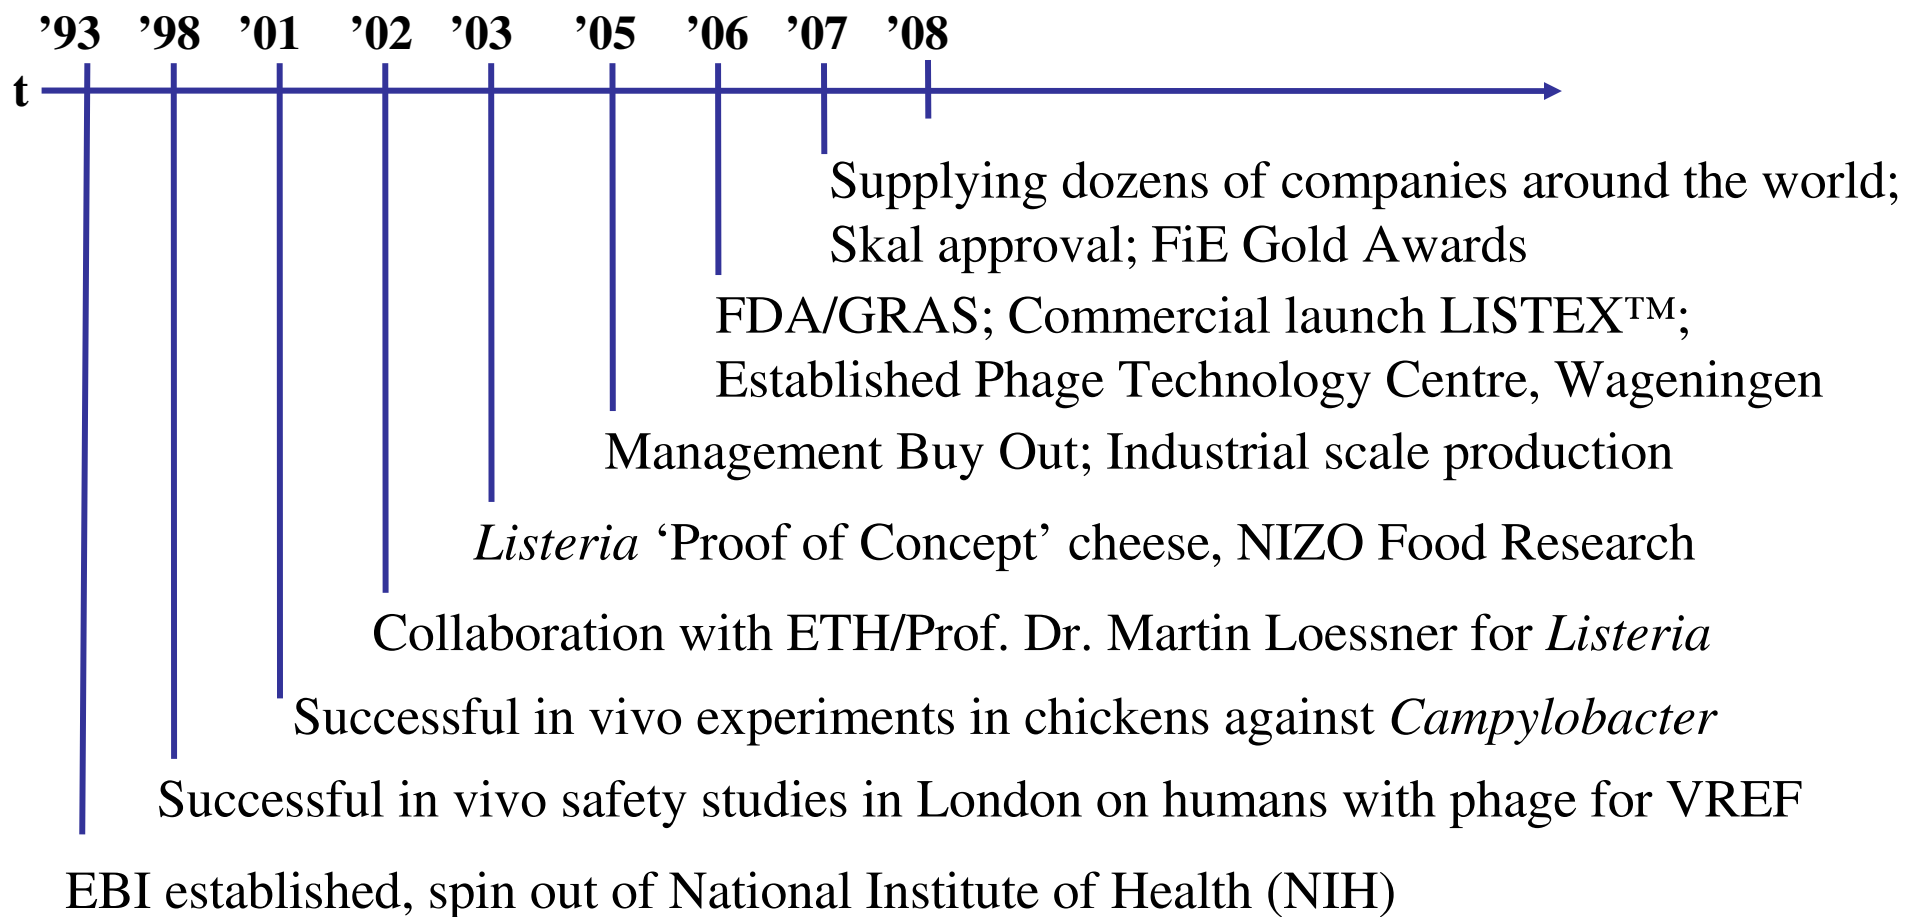 ’93 ’98 ’01 ’02 ’03 ’05 ’06 ’07 ’08
t
Supplying dozens of companies around the world;
Skal approval; FiE Gold Awards
FDA/GRAS; Commercial launch LISTEX™;
Established Phage Technology Centre, Wageningen
Management Buy Out; Industrial scale production
Listeria ‘Proof of Concept’ cheese, NIZO Food Research
Collaboration with ETH/Prof. Dr. Martin Loessner for Listeria
Successful in vivo experiments in chickens against Campylobacter
Successful in vivo safety studies in London on humans with phage for VREF
EBI established, spin out of National Institute of Health (NIH)